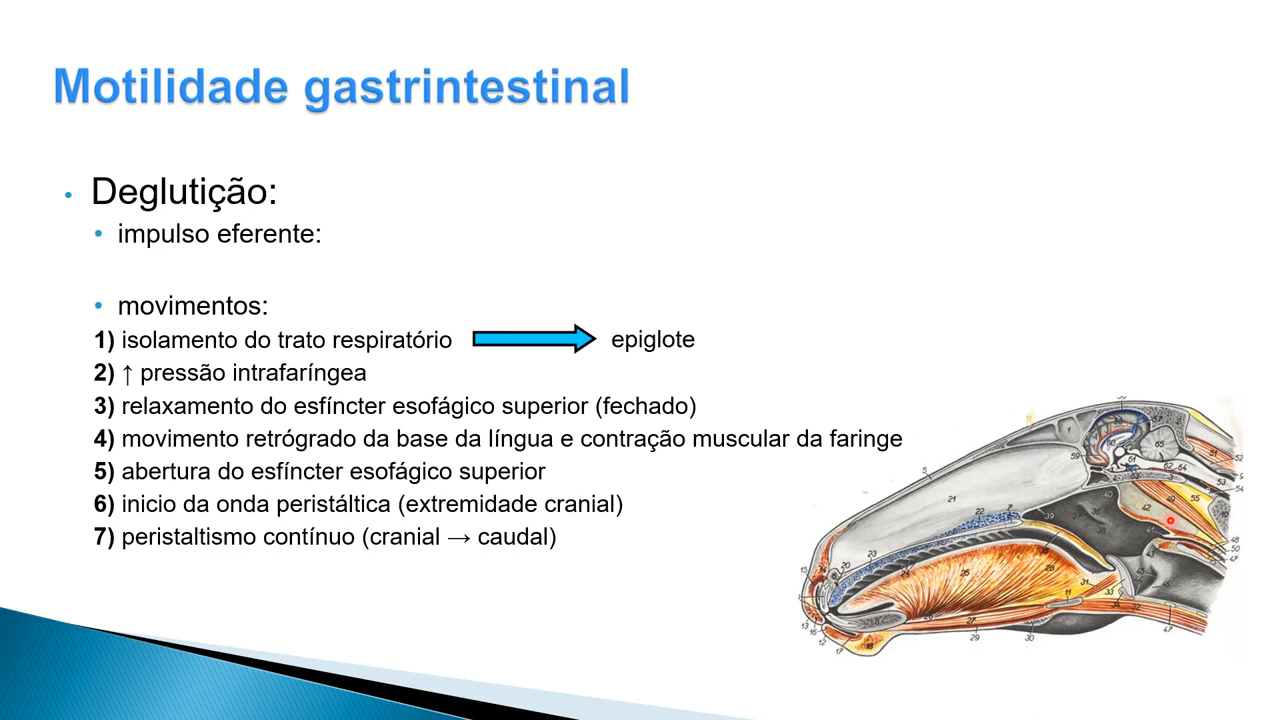 Motilidade gastrintestinal
• Deglutição:
• impulso eferente:
• movimentos:
1) isolamento do trato respiratório
epiglote
2) ↑ pressão intrafaríngea
3) relaxamento do esfíncter esofágico superior (fechado)
4) movimento retrógrado da base da língua e contração muscular da faringe
5) abertura do esfíncter esofágico superior
6) inicio da onda peristáltica (extremidade cranial)
7) peristaltismo contínuo (cranial → caudal)